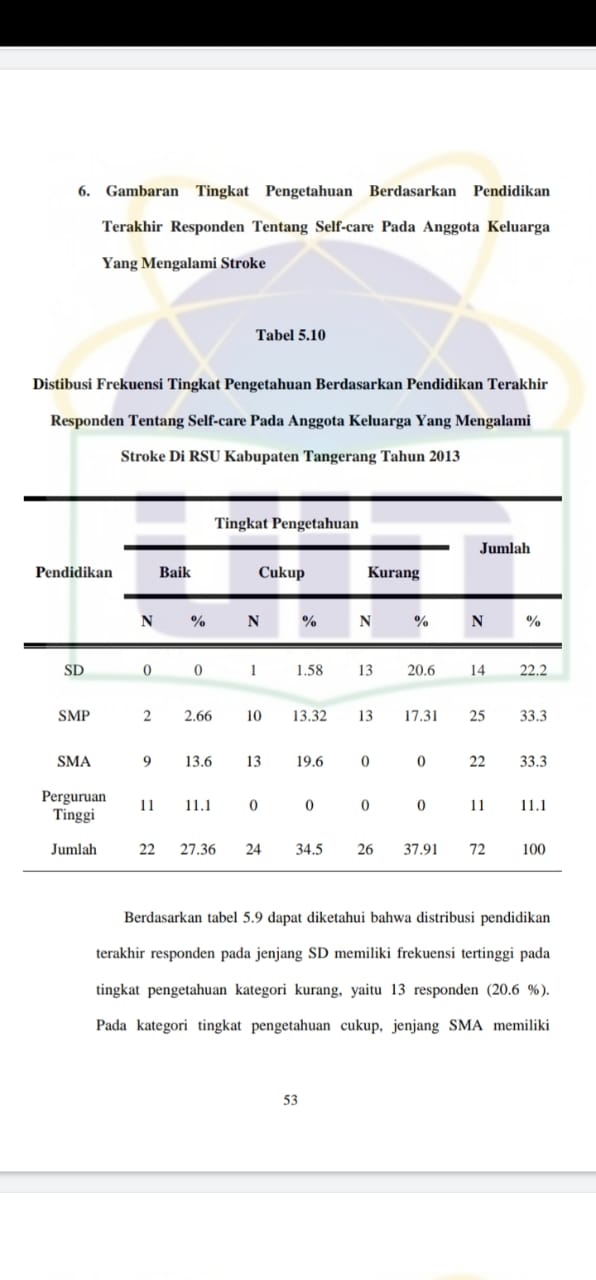 6. Gambaran Tingkat Pengetahuan Berdasarkan Pendidikan
Terakhir Responden Tentang Self-care Pada Anggota Keluarga
Yang Mengalami Stroke
Tabel 5.10
Distibusi Frekuensi Tingkat Pengetahuan Berdasarkan Pendidikan Terakhir
Responden Tentang Self-care Pada Anggota Keluarga Yang Mengalami
Stroke Di RSU Kabupaten Tangerang Tahun 2013
Tingkat Pengetahuan
Jumlah
Pendidikan Baik Cukup Kurang
N % N % N % N %
SD 0 0 1 1.58 13 20.6 14 22.2
SMP 2 2.66 10 13.32 13 17.31 25 33.3
SMA 9 13.6 13 19.6 0 0 22 33.3
Perguruan
Tinggi 11 11.1 0 0 0 0 11 11.1
Jumlah 22 27.36 24 34.5 26 37.91 72 100
Berdasarkan tabel 5.9 dapat diketahui bahwa distribusi pendidikan
terakhir responden pada jenjang SD memiliki frekuensi tertinggi pada
tingkat pengetahuan kategori kurang, yaitu 13 responden (20.6 %).
Pada kategori tingkat pengetahuan cukup, jenjang SMA memiliki
53
UIN